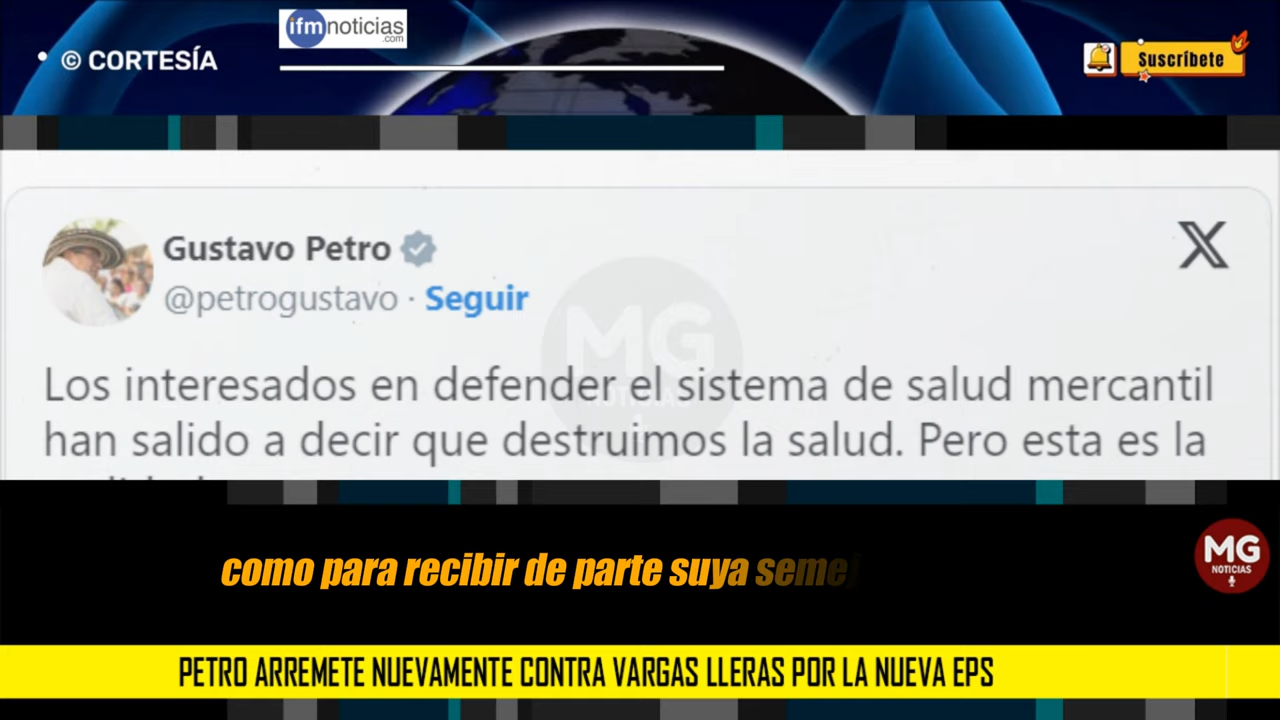 © CORTESÍA
ifmnoticias
.com
Suscríbete
Gustavo Petro
@petrogustavo · Seguir
Los interesados en defender el sistema de salud mercantil
han salido a decir que destruimos la salud. Pero esta es la
MG
NOTICIAS
como para recibir de parte suya
MG
NOTICIAS
PETRO ARREMETE NUEVAMENTE CONTRA VARGAS LLERAS POR LA NUEVA EPS